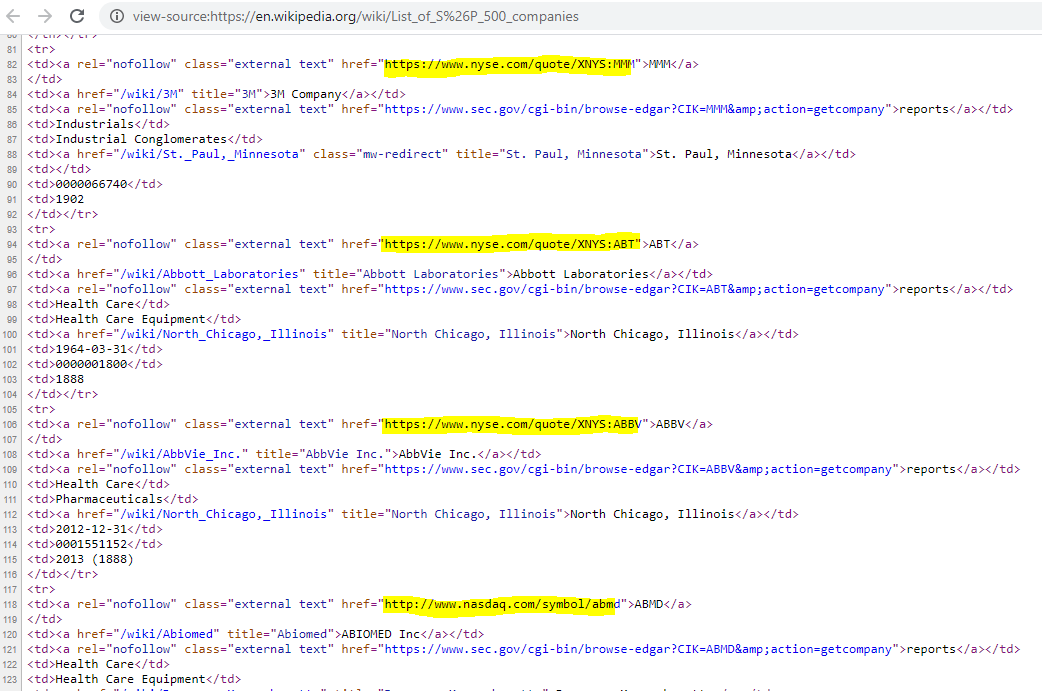 view-source:https://en.wikipedia.org/wiki/List_of_S%26P_500_companies
81 <tr>
82 <td><a rel="nofollow" class="external text" href="https://www.nyse.com/quote/XNYS:MMM">MMM</a>
83 </td>
84 <td><a href="/wiki/3M" title="3M">3M Company</a></td>
85 <td><a rel="nofollow" class="external text" href="https://www.sec.gov/cgi-bin/browse-edgar?CIK=MMM&amp;action=getcompany">reports</a></td>
86 <td>Industrials</td>
87 <td>Industrial Conglomerates</td>
88 <td><a href="/wiki/St._Paul,_Minnesota" class="mw-redirect" title="St. Paul, Minnesota">St. Paul, Minnesota</a></td>
89 <td></td>
90 <td>0000066740</td>
91 <td>1902
92 </td></tr>
93 <tr>
94 <td><a rel="nofollow" class="external text" href="https://www.nyse.com/quote/XNYS:ABT">ABT</a>
95 </td>
96 <td><a href="/wiki/Abbott_Laboratories" title="Abbott Laboratories">Abbott Laboratories</a></td>
97 <td><a rel="nofollow" class="external text" href="https://www.sec.gov/cgi-bin/browse-edgar?CIK=ABT&amp;action=getcompany">reports</a></td>
98 <td>Health Care</td>
99 <td>Health Care Equipment</td>
100 <td><a href="/wiki/North_Chicago,_Illinois" title="North Chicago, Illinois">North Chicago, Illinois</a></td>
101 <td>1964-03-31</td>
102 <td>0000001800</td>
103 <td>1888
104 </td></tr>
105 <tr>
106 <td><a rel="nofollow" class="external text" href="https://www.nyse.com/quote/XNYS:ABBV">ABBV</a>
107 </td>
108 <td><a href="/wiki/AbbVie_Inc." title="AbbVie Inc.">AbbVie Inc.</a></td>
109 <td><a rel="nofollow" class="external text" href="https://www.sec.gov/cgi-bin/browse-edgar?CIK=ABBV&amp;action=getcompany">reports</a></td>
110 <td>Health Care</td>
111 <td>Pharmaceuticals</td>
112 <td><a href="/wiki/North_Chicago,_Illinois" title="North Chicago, Illinois">North Chicago, Illinois</a></td>
113 <td>2012-12-31</td>
114 <td>0001551152</td>
115 <td>2013 (1888)
116 </td></tr>
117 <tr>
118 <td><a rel="nofollow" class="external text" href="http://www.nasdaq.com/symbol/abmd">ABMD</a>
119 </td>
120 <td><a href="/wiki/Abiomed" title="Abiomed">ABIOMED Inc</a></td>
121 <td><a rel="nofollow" class="external text" href="https://www.sec.gov/cgi-bin/browse-edgar?CIK=ABMD&amp;action=getcompany">reports</a></td>
122 <td>Health Care</td>
123 <td>Health Care Equipment</td>